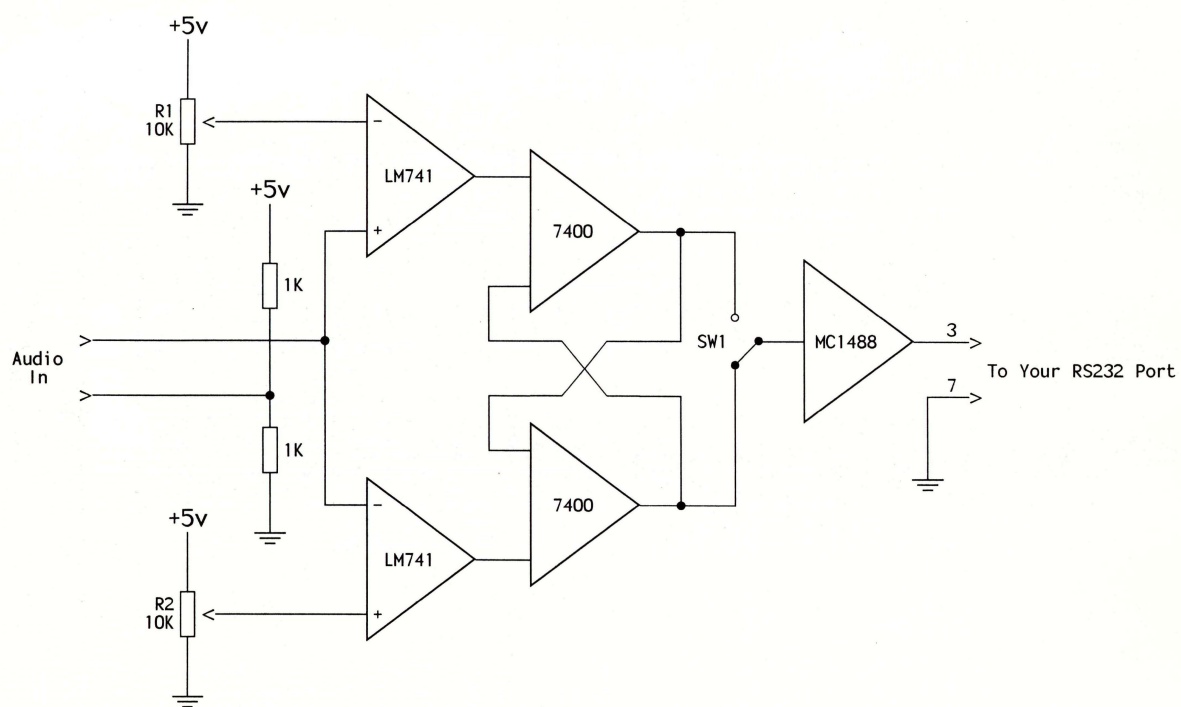 +5v
R1
10K
−
LM741
+
+5v
1K
7400
Audio
In
SW1
MC1488
3
7
To Your RS232 Port
1K
−
LM741
+
7400
+5v
R2
10K